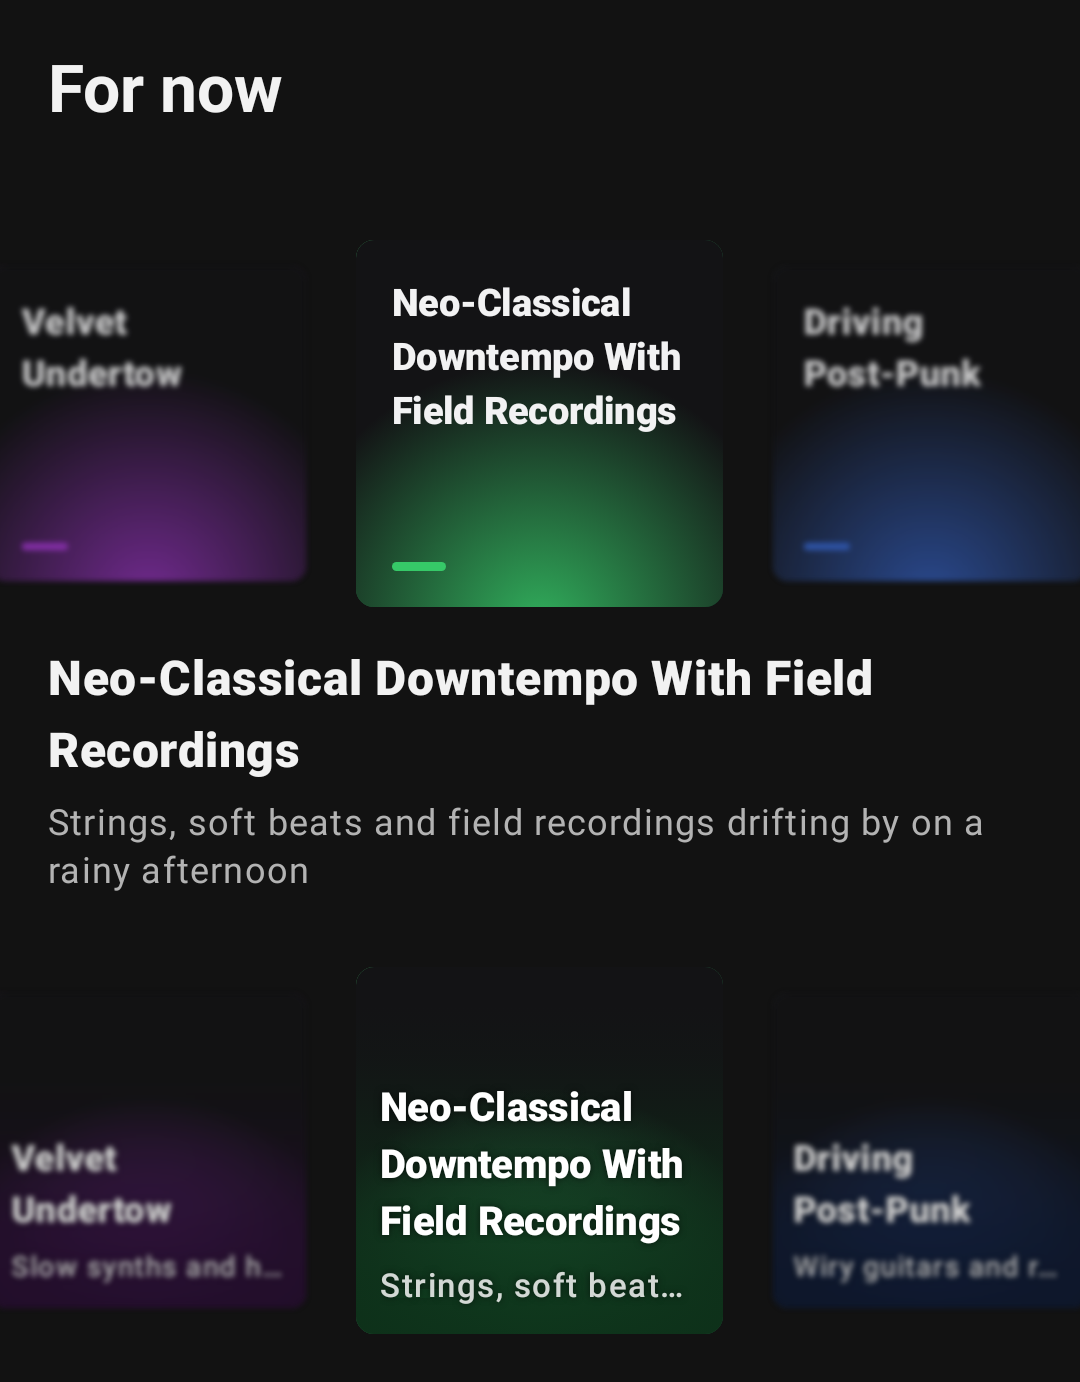 For now
Velvet
Undertow
Neo-Classical
Downtempo With
Field Recordings
Driving
Post-Punk
Neo-Classical Downtempo With Field
Recordings
Strings, soft beats and field recordings drifting by on a
rainy afternoon
Velvet
Undertow
Slow synths and h…
Neo-Classical
Downtempo With
Field Recordings
Strings, soft beat…
Driving
Post-Punk
Wiry guitars and r…